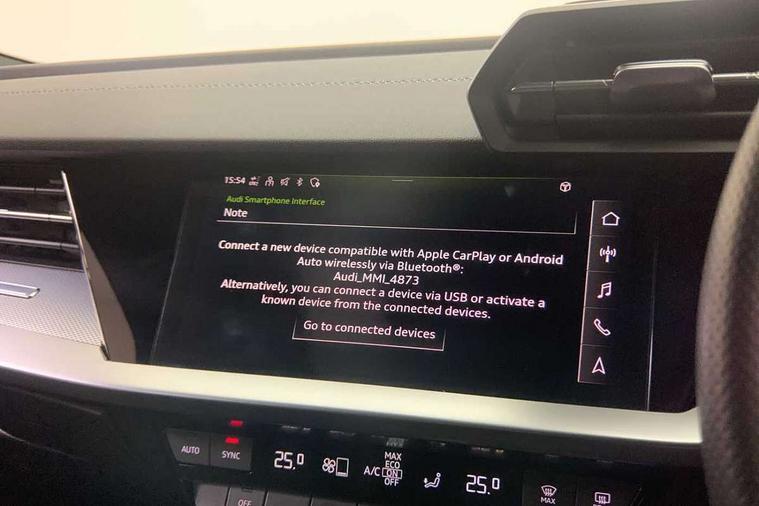 15:54
Audi Smartphone Interface
Note
Connect a new device compatible with Apple CarPlay or Android
Auto wirelessly via Bluetooth®:
Audi_MMI_4873
Alternatively, you can connect a device via USB or activate a
known device from the connected devices.
Go to connected devices
AUTO
SYNC
25.0
A/C
MAX
ECO
ON
OFF
25.0
MAX
OFF